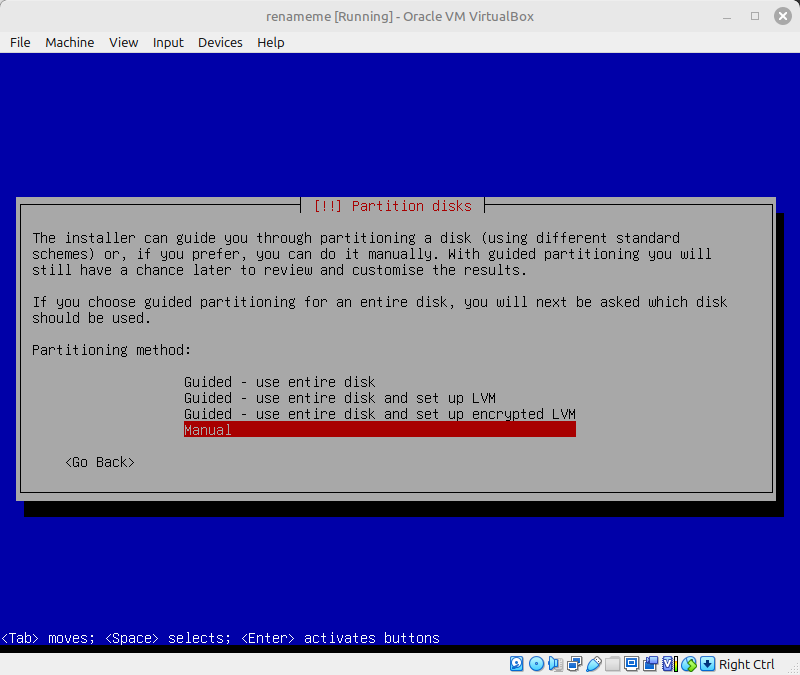 renameme [Running] - Oracle VM VirtualBox
File Machine View Input Devices Help
[!!] Partition disks
The installer can guide you through partitioning a disk (using different standard
schemes) or, if you prefer, you can do it manually. With guided partitioning you will
still have a chance later to review and customise the results.
If you choose guided partitioning for an entire disk, you will next be asked which disk
should be used.
Partitioning method:
Guided - use entire disk
Guided - use entire disk and set up LVM
Guided - use entire disk and set up encrypted LVM
Manual
<Go Back>
<Tab> moves; <Space> selects; <Enter> activates buttons
Right Ctrl